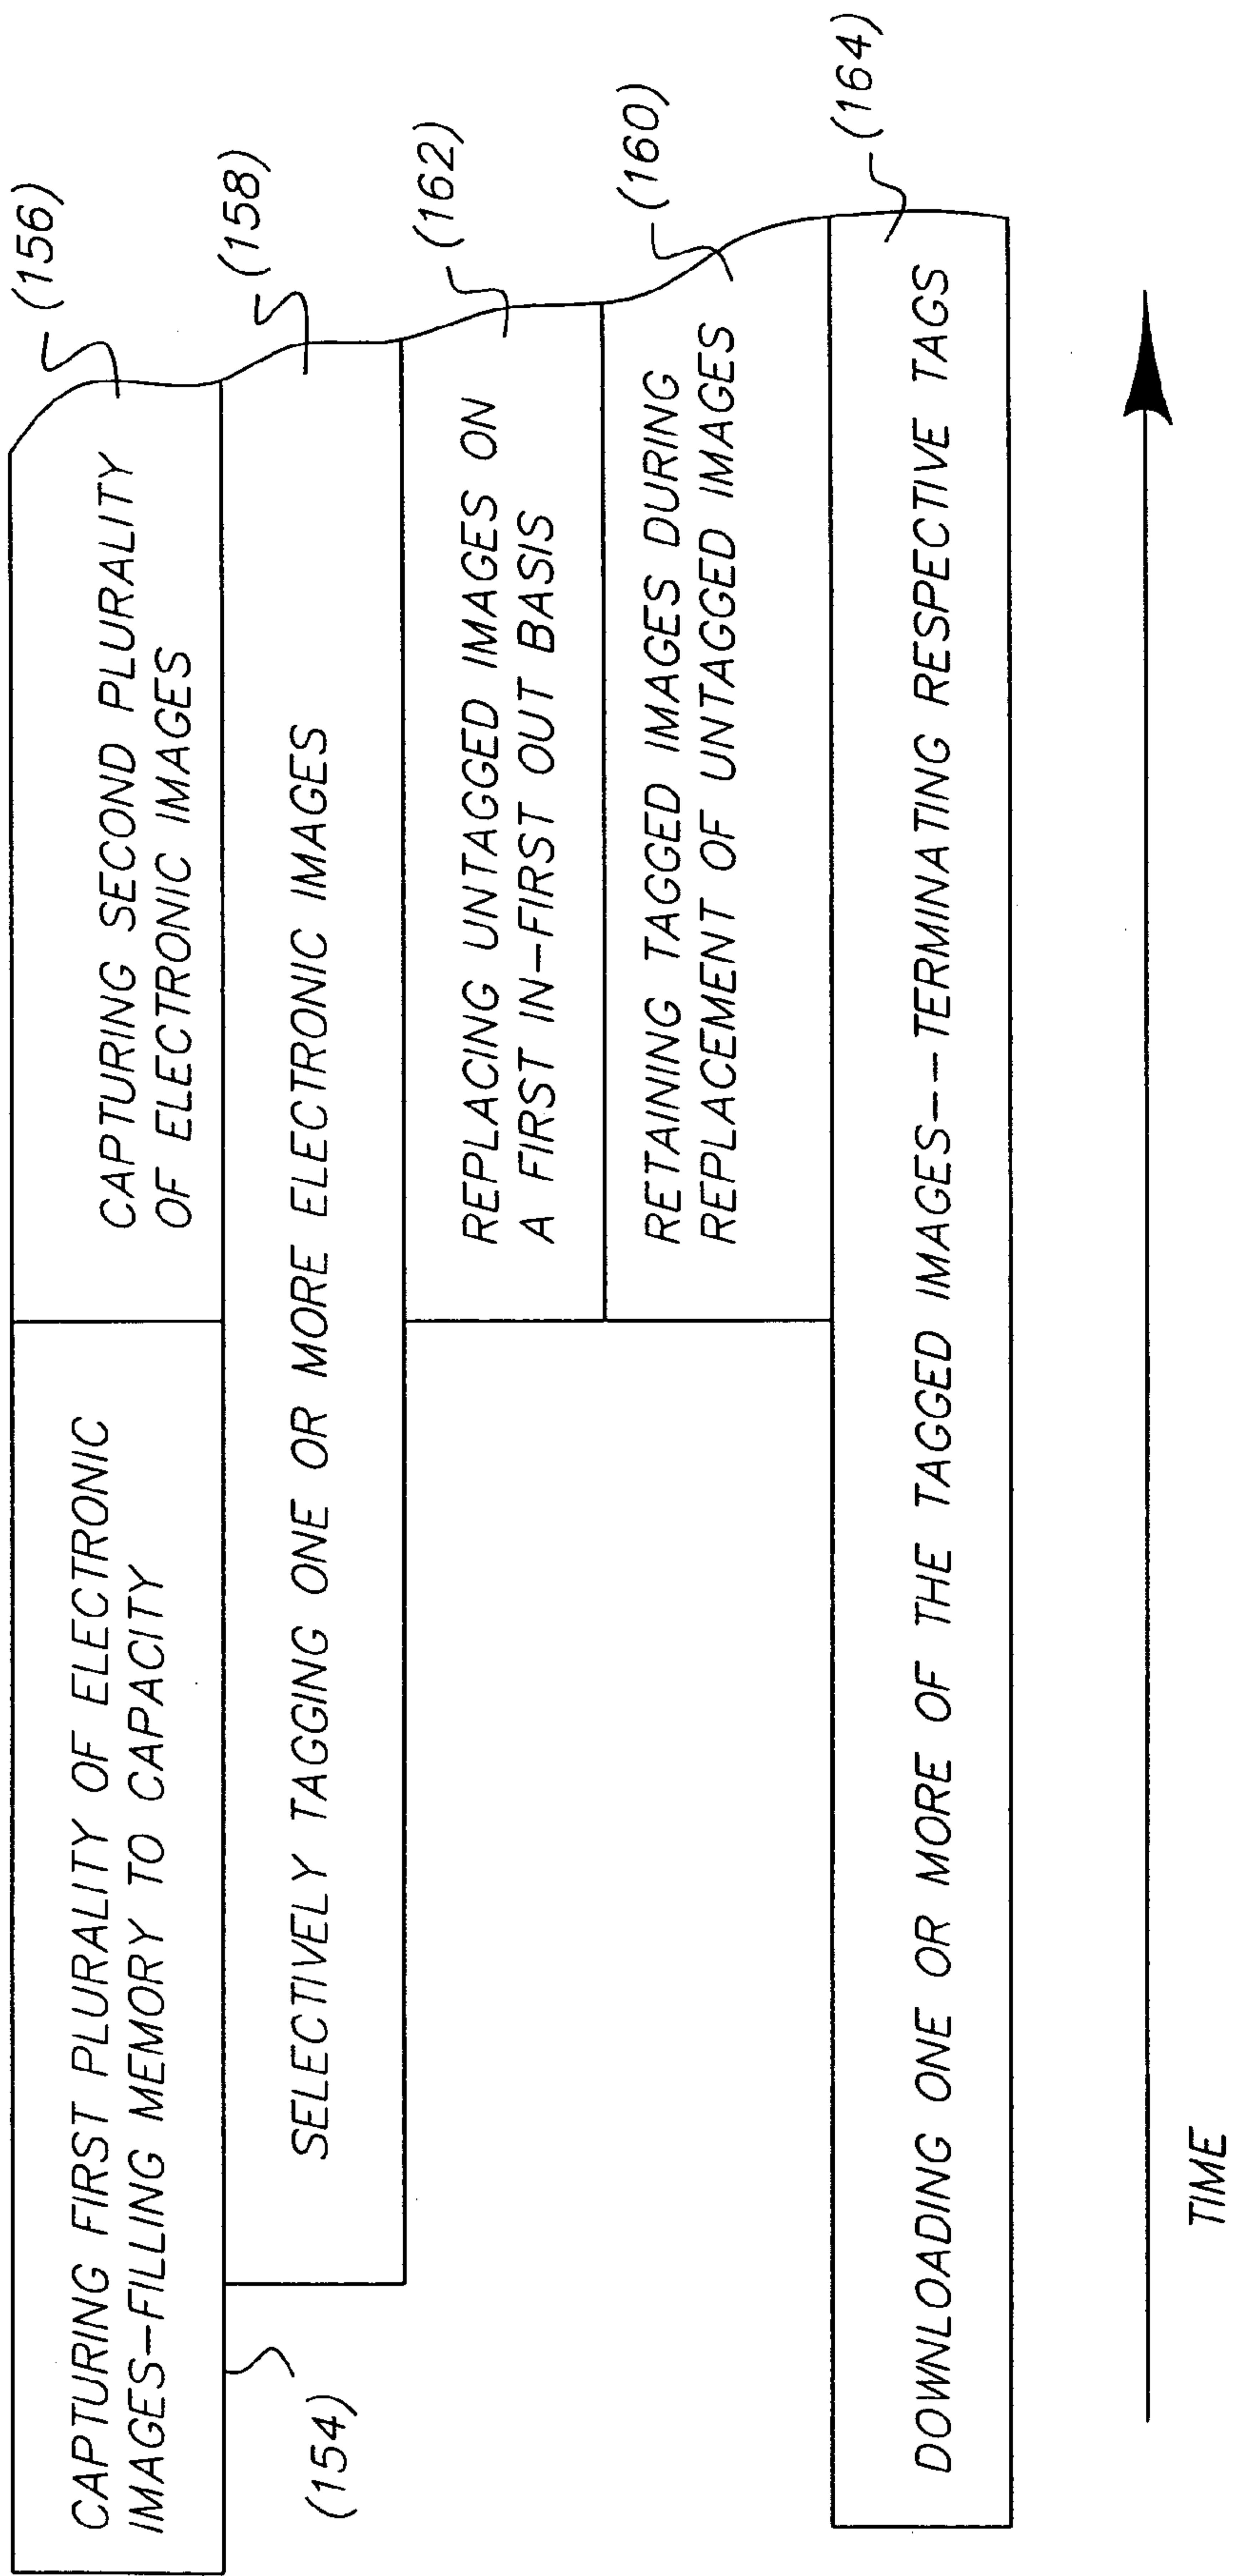 CAPTURING FIRST PLURALITY OF ELECTRONIC
IMAGES-FILLING MEMORY TO CAPACITY
(154)
CAPTURING SECOND PLURALITY
OF ELECTRONIC IMAGES
(156)
SELECTIVELY TAGGING ONE OR MORE ELECTRONIC IMAGES
(158)
REPLACING UNTAGGED IMAGES ON
A FIRST IN-FIRST OUT BASIS
(162)
RETAINING TAGGED IMAGES DURING
REPLACEMENT OF UNTAGGED IMAGES
(160)
DOWNLOADING ONE OR MORE OF THE TAGGED IMAGES--TERMINATING RESPECTIVE TAGS
(164)
TIME